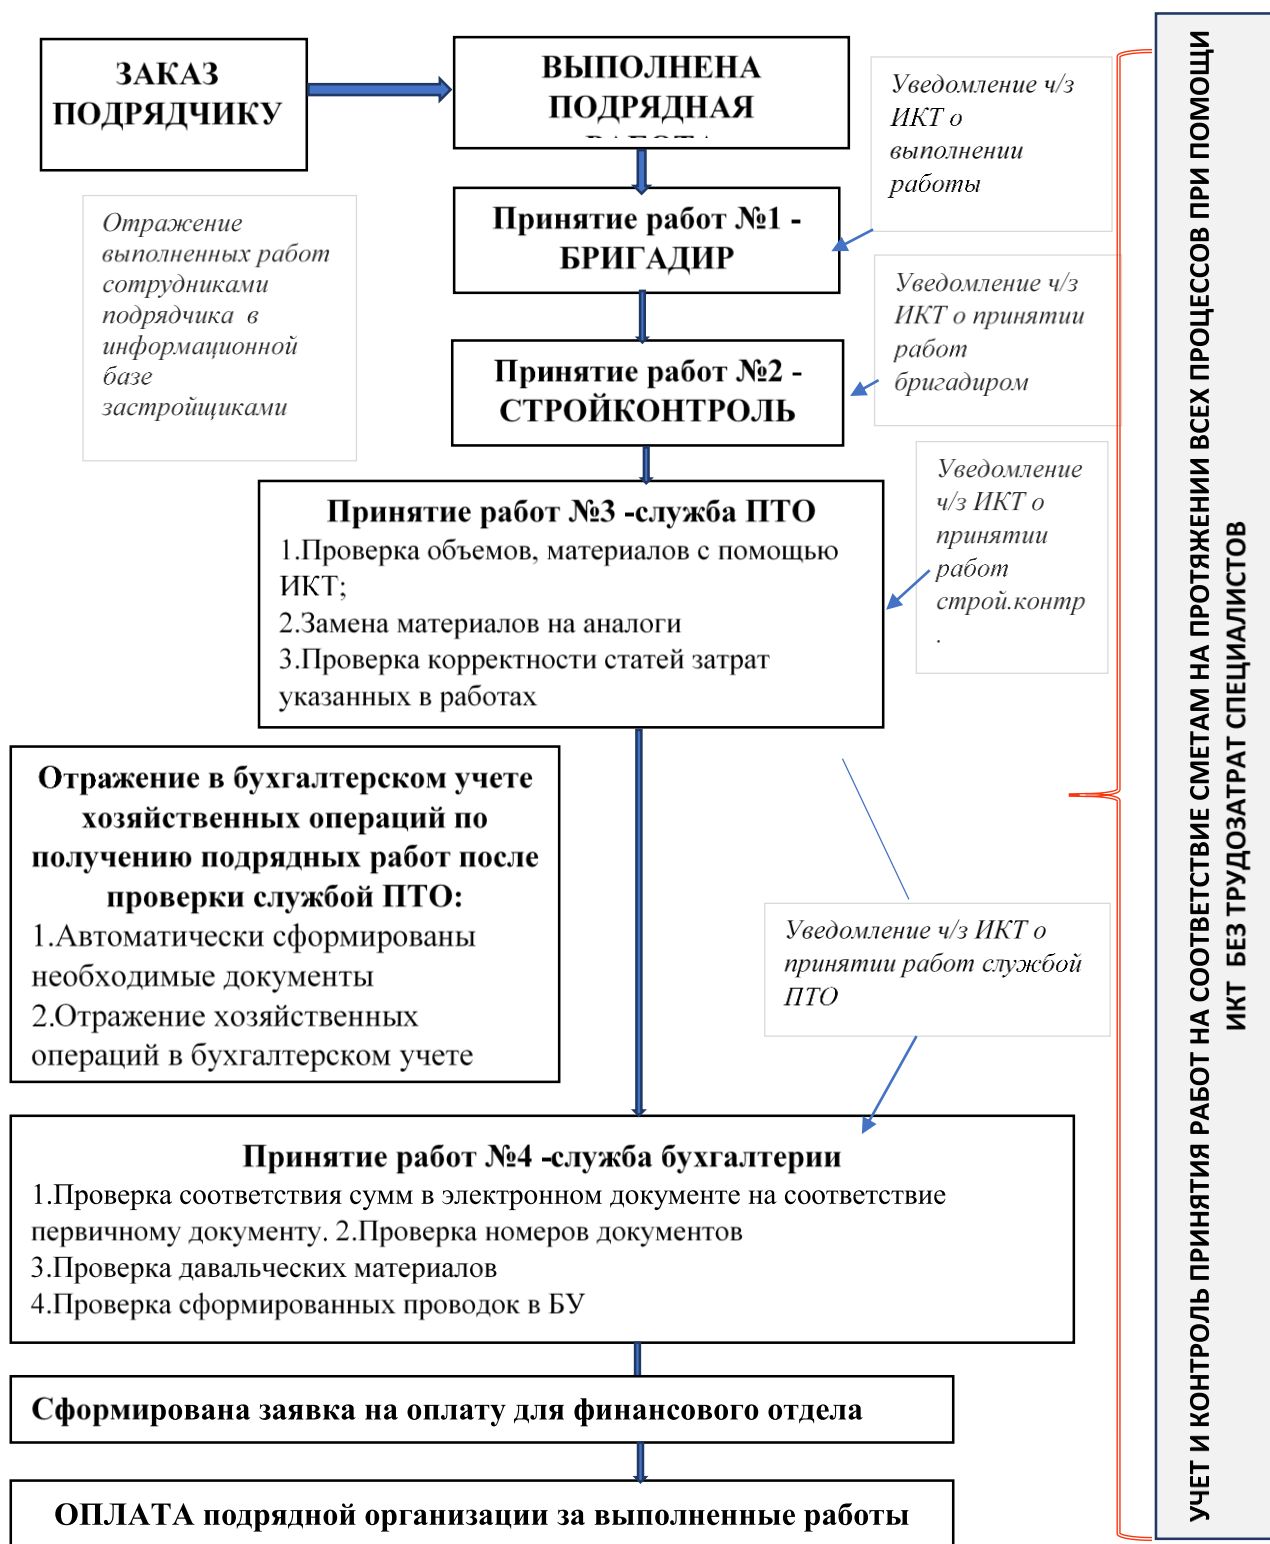 ЗАКАЗ
ПОДРЯДЧИКУ
ВЫПОЛНЕНА
ПОДРЯДНАЯ
РАБОТА
Уведомление ч/з
ИКТ о
выполнении
работы
Отражение
выполненных работ
сотрудниками
подрядчика в
информационной
базе
застройщиками
Принятие работ №1 -
БРИГАДИР
Уведомление ч/з
ИКТ о принятии
работ
бригадиром
Принятие работ №2 -
СТРОЙКОНТРОЛЬ
Уведомление
ч/з ИКТ о
принятии
работ
строй.контр
.
Принятие работ №3 -служба ПТО
1.Проверка объемов, материалов с помощью
ИКТ;
2.Замена материалов на аналоги
3.Проверка корректности статей затрат
указанных в работах
Отражение в бухгалтерском учете
хозяйственных операций по
получению подрядных работ после
проверки службой ПТО:
1.Автоматически сформированы
необходимые документы
2.Отражение хозяйственных
операций в бухгалтерском учете
Уведомление ч/з ИКТ о
принятии работ службой
ПТО
Принятие работ №4 -служба бухгалтерии
1.Проверка соответствия сумм в электронном документе на соответствие
первичному документу. 2.Проверка номеров документов
3.Проверка давальческих материалов
4.Проверка сформированных проводок в БУ
Сформирована заявка на оплату для финансового отдела
ОПЛАТА подрядной организации за выполненные работы
УЧЕТ И КОНТРОЛЬ ПРИНЯТИЯ РАБОТ НА СООТВЕТСТВИЕ СМЕТАМ НА ПРОТЯЖЕНИИ ВСЕХ ПРОЦЕССОВ ПРИ ПОМОЩИ
ИКТ БЕЗ ТРУДОЗАТРАТ СПЕЦИАЛИСТОВ